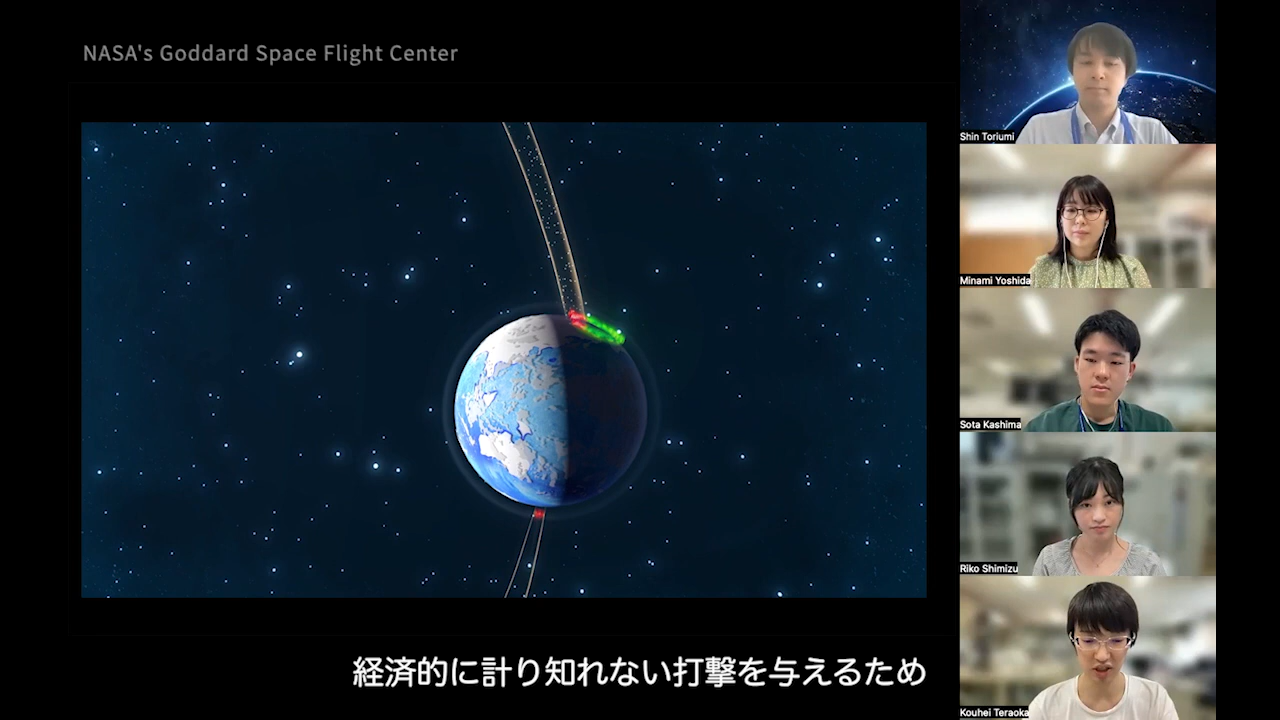 NASA's Goddard Space Flight Center
Shin Toriumi
Minami Yoshida
Sota Kashima
Riko Shimizu
Kouhei Teraoka
経済的に計り知れない打撃を与えるため